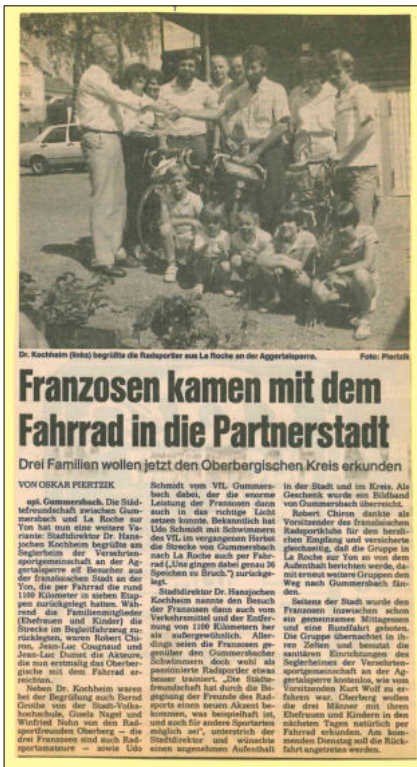 Dr. Kochheim (links) begrüßte die Radsportler aus La Roche an der Aggertalsperre. Foto: Piertzik
Franzosen kamen mit dem
Fahrrad in die Partnerstadt
Drei Familien wollen jetzt den Oberbergischen Kreis erkunden
VON OSKAR PIERTZIK
opi. Gummersbach. Die Städ-
tefreundschaft zwischen Gum-
mersbach und La Roche sur
Yon hat nun eine weitere Va-
riante: Stadtdirektor Dr. Hans-
jochen Kochheim begrüßte am
Seglerheim der Versehrten-
sportgemeinschaft an der Ag-
gertalsperre elf Besucher aus
der französischen Stadt an der
Yon, die per Fahrrad die rund
1100 Kilometer in sieben Etap-
pen zurückgelegt hatten. Wäh-
rend die Familienmitglieder
(Ehefrauen und Kinder) die
Strecke im Begleitfahrzeug zu-
rücklegten, waren Robert Chi-
ron, Jean-Luc Cougnaud und
Jean-Luc Dumet die Akteure,
die nun erstmalig das Oberber-
gische mit dem Fahrrad er-
reichten.
Neben Dr. Kochheim waren
bei der Begrüßung auch Bernd
Grothe von der Stadt-Volks-
hochschule, Gisela Nagel und
Winfried Nohn von den Rad-
sportfreunden Oberberg — die
drei Franzosen sind auch Rad-
sportamateure — sowie Udo
Schmidt vom VfL Gummers-
bach dabei, der die enorme
Leistung der Franzosen dann
auch in das richtige Licht
setzen konnte. Bekanntlich hat
Udo Schmidt mit Schwimmern
des VfL im vergangenen Herbst
die Strecke von Gummersbach
nach La Roche auch per Fahr-
rad („Uns gingen dabei genau 36
Speichen zu Bruch.") zurückge-
legt.
Stadtdirektor Dr. Hansjochen
Kochheim nannte den Besuch
der Franzosen dann auch vom
Verkehrsmittel und der Entfer-
nung von 1100 Kilometern her
als außergewöhnlich. Aller-
dings seien die Franzosen ge-
genüber den Gummersbacher
Schwimmern doch wohl als
passionierte Radsportler etwas
besser trainiert. „Die Städte-
freundschaft hat durch die Be-
gegnung der Freunde des Rad-
sports einen neuen Akzent be-
kommen, was beispielhaft ist,
und auch für andere Sportarten
möglich sei", unterstrich der
Stadtdirektor und wünschte
einen angenehmen Aufenthalt
in der Stadt und im Kreis. Als
Geschenk wurde ein Bildband
von Gummersbach überreicht.
Robert Chiron dankte als
Vorsitzender des französischen
Radsportklubs für den herzli-
chen Empfang und versicherte
gleichzeitig, daß die Gruppe in
La Roche sur Yon so von dem
Aufenthalt berichten werde, da-
mit erneut weitere Gruppen den
Weg nach Gummersbach fän-
den.
Seitens der Stadt wurde den
Franzosen inzwischen schon
ein gemeinsames Mittagessen
und eine Rundfahrt geboten.
Die Gruppe übernachtet in ih-
ren Zelten und benutzt die
sanitären Einrichtungen des
Seglerheimes der Versehrten-
sportgemeinschaft an der Ag-
gertalsperre kostenlos, wie vom
Vorsitzenden Kurt Wolf zu er-
fahren war. Oberberg wollen
die drei Männer mit ihren
Ehefrauen und Kindern in den
nächsten Tagen natürlich per
Fahrrad erkunden. Am kom-
menden Dienstag soll die Rück-
fahrt angetreten werden.